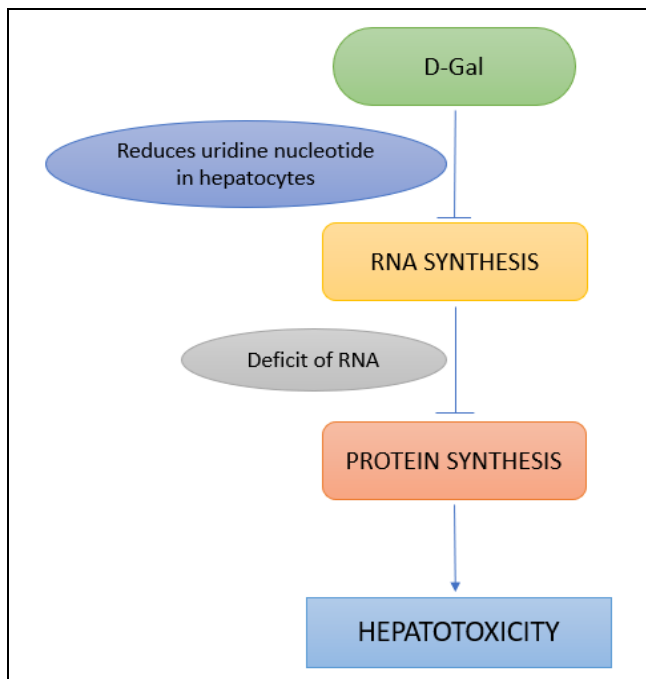 D-Gal
Reduces uridine nucleotide
in hepatocytes
RNA SYNTHESIS
Deficit of RNA
PROTEIN SYNTHESIS
HEPATOTOXICITY